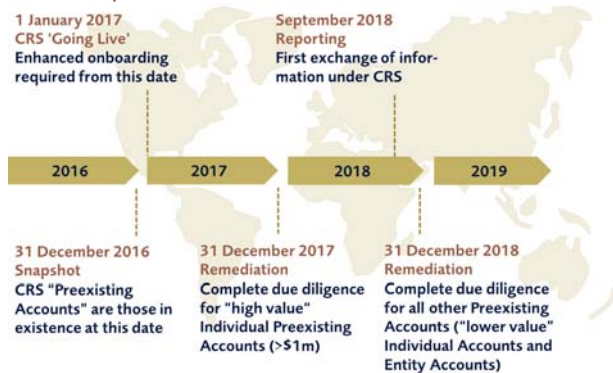 1 January 2017
CRS 'Going Live'
Enhanced onboarding
required from this date
September 2018
Reporting
First exchange of infor-
mation under CRS
2016
2017
2018
2019
31 December 2016
Snapshot
CRS "Preexisting
Accounts" are those in
existence at this date
31 December 2017
Remediation
Complete due diligence
for "high value"
Individual Preexisting
Accounts (>$1m)
31 December 2018
Remediation
Complete due diligence
for all other Preexisting
Accounts ("lower value"
Individual Accounts and
Entity Accounts)